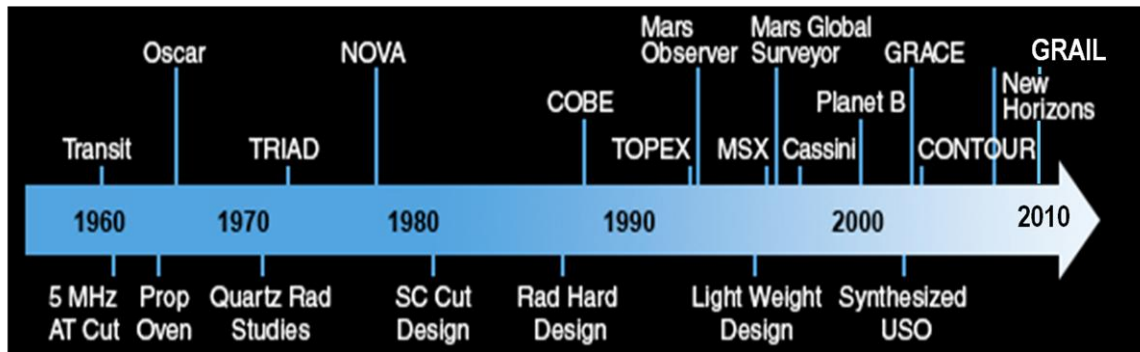 Oscar
NOVA
Mars
Observer
Mars Global
Surveyor
GRACE
GRAIL
New
Horizons
COBE
Planet B
Transit
TRIAD
TOPEX
MSX
Cassini
CONTOUR
1960
1970
1980
1990
2000
2010
5 MHz
AT Cut
Prop
Oven
Quartz Rad
Studies
SC Cut
Design
Rad Hard
Design
Light Weight
Design
Synthesized
USO